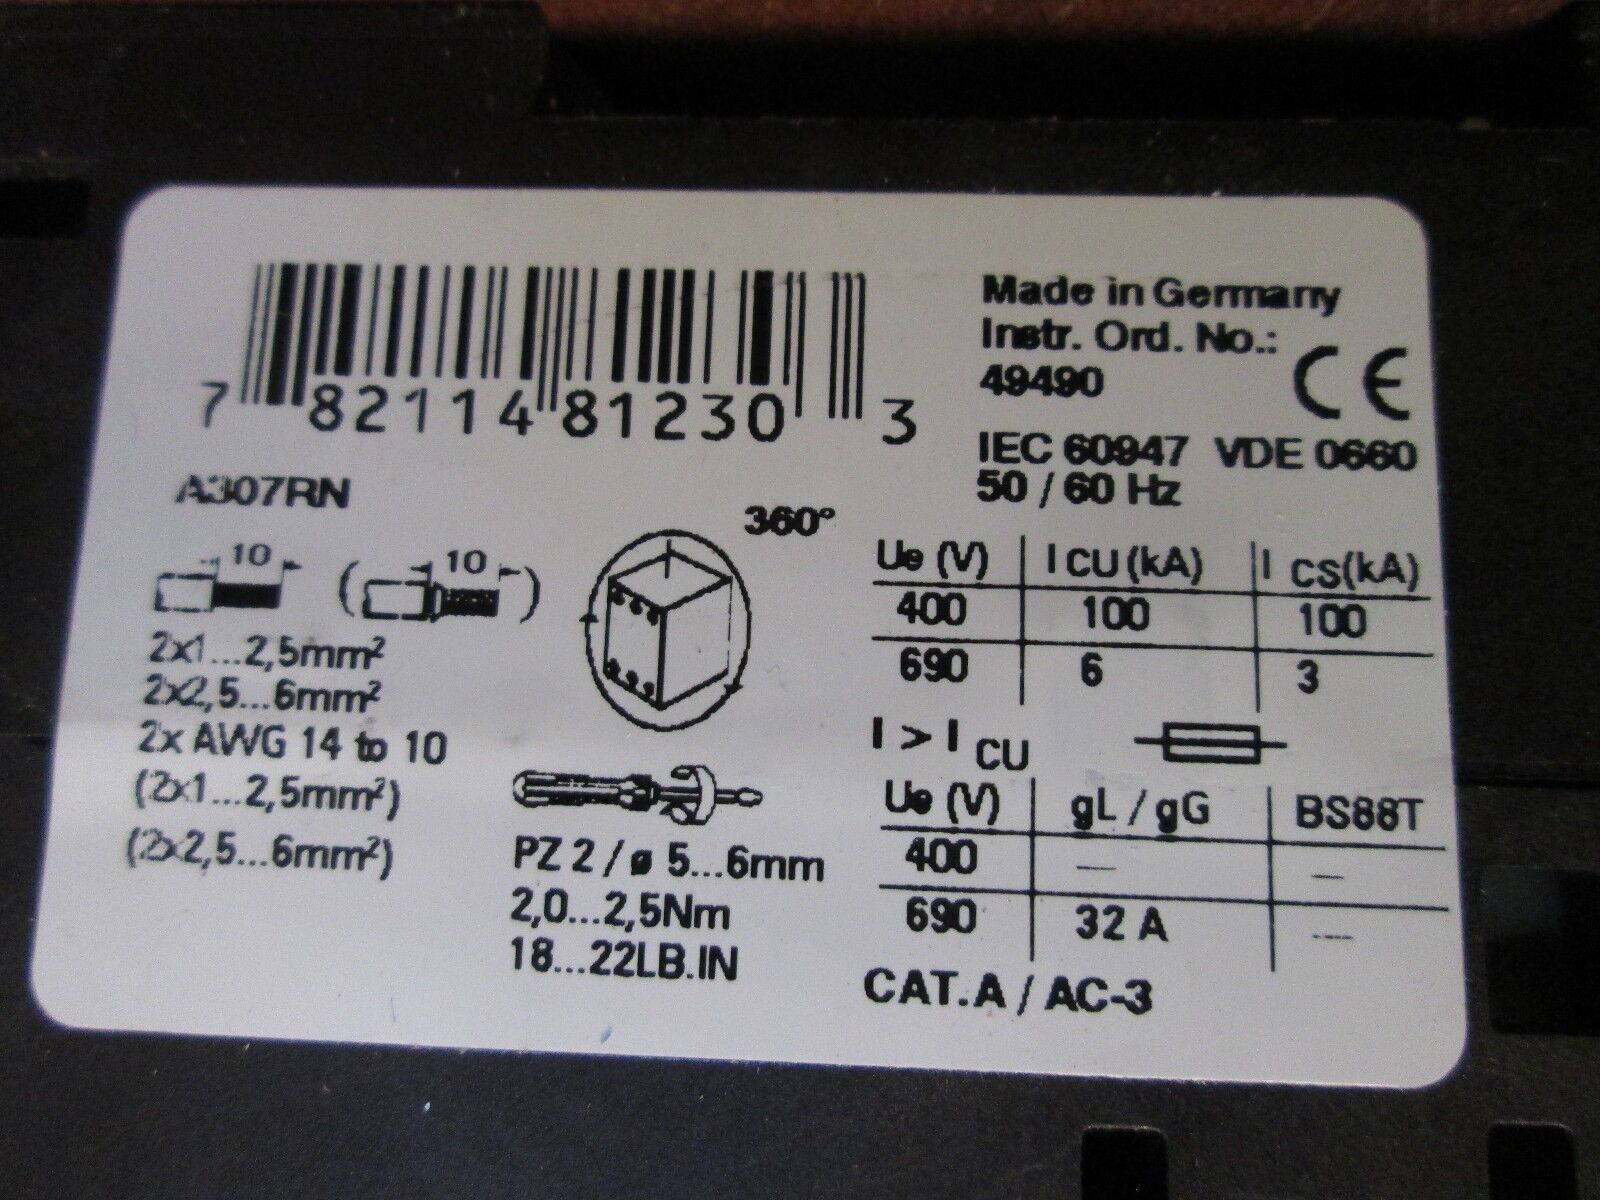 7 82114 81230 3
Made in Germany
Instr. Ord. No.:
49490
CE
IEC 60947 VDE 0660
50 / 60 Hz
A307RN
10
( 10 )
2x1...2,5mm²
2x2,5...6mm²
2x AWG 14 to 10
(2x1...2,5mm²)
(2x2,5...6mm²)
360°
PZ 2 / ø 5...6mm
2,0...2,5Nm
18...22LB.IN
Ue (V) I CU (kA) I CS(kA)
400 100 100
690 6 3
I > I CU
Ue (V) gL / gG BS88T
400 — —
690 32 A ---
CAT.A / AC-3